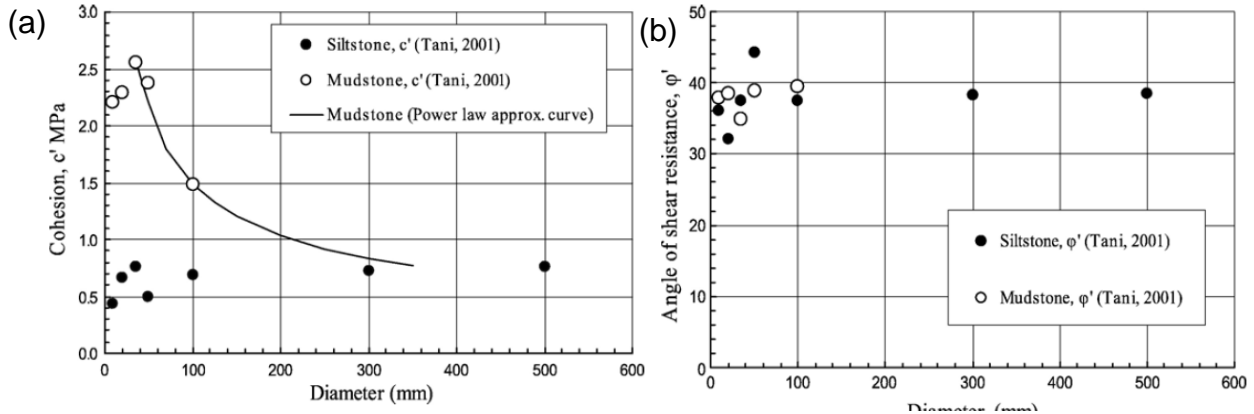 (a)
3.0
2.5
2.0
1.5
1.0
0.5
0.0
Cohesion, c' MPa
Siltstone, c' (Tani, 2001)
Mudstone, c' (Tani, 2001)
Mudstone (Power law approx. curve)
0 100 200 300 400 500 600
Diameter (mm)
(b)
50
40
30
20
10
0
Angle of shear resistance, φ'
Siltstone, φ' (Tani, 2001)
Mudstone, φ' (Tani, 2001)
0 100 200 300 400 500 600
Diameter (mm)